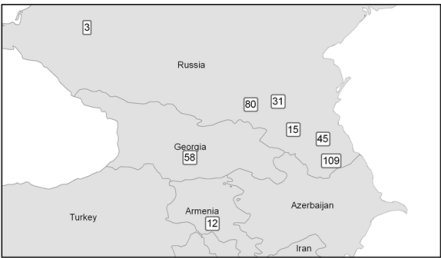 3
Russia
80
31
15
45
Georgia
58
109
Azerbaijan
Armenia
Turkey
12
Iran